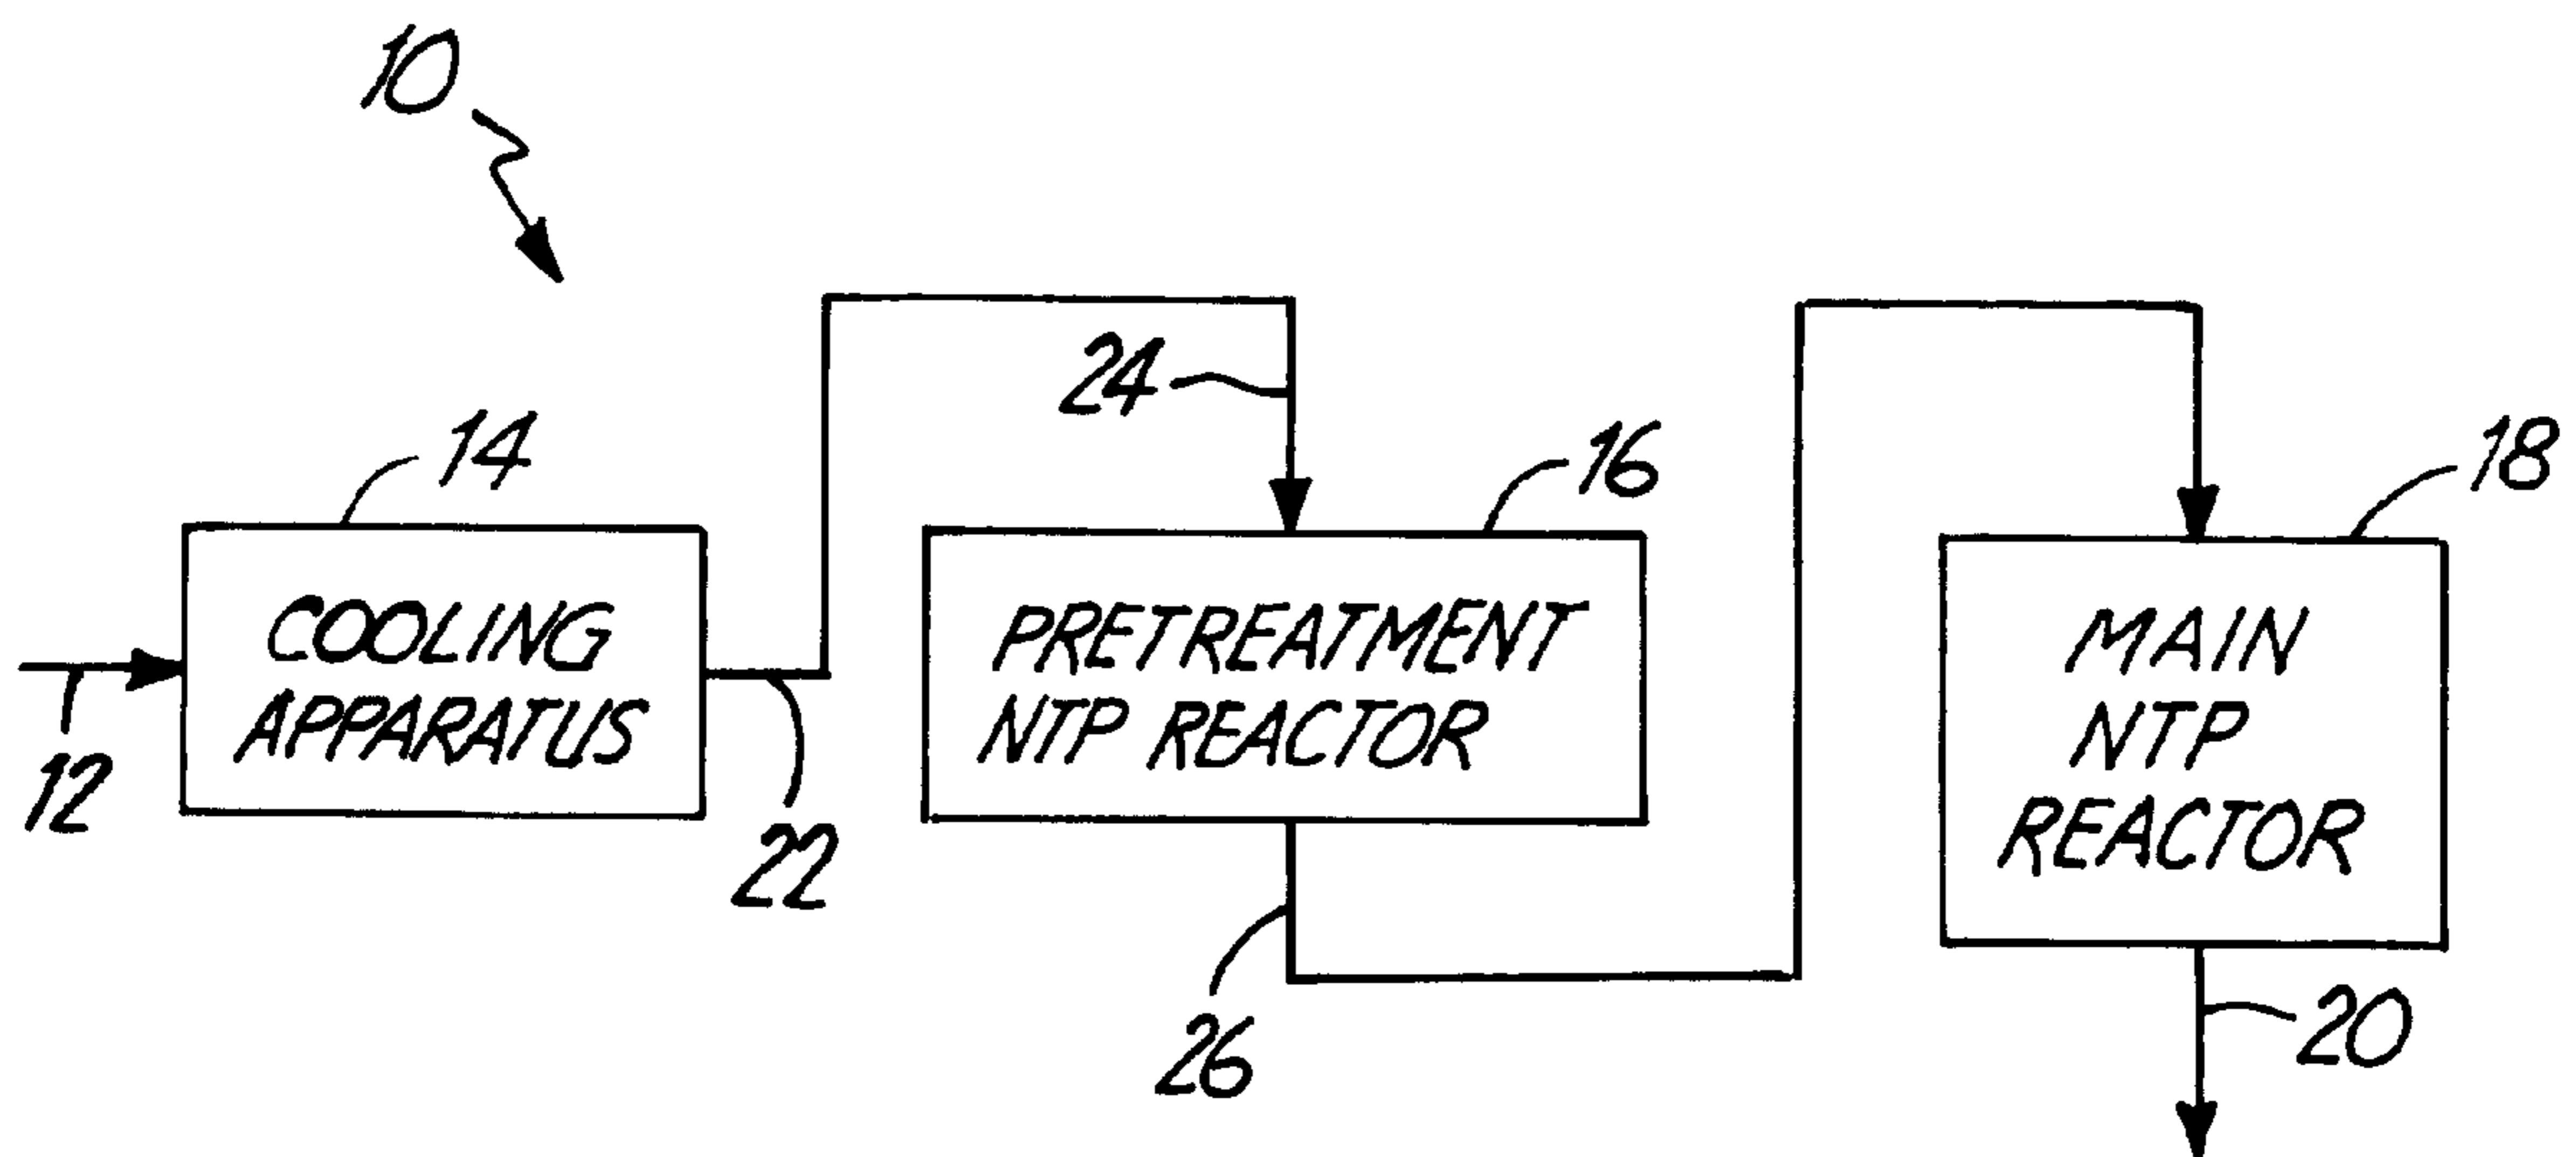 10
24
14
16
18
COOLING
APPARATUS
PRETREATMENT
NTP REACTOR
MAIN
NTP
REACTOR
12
22
26
20